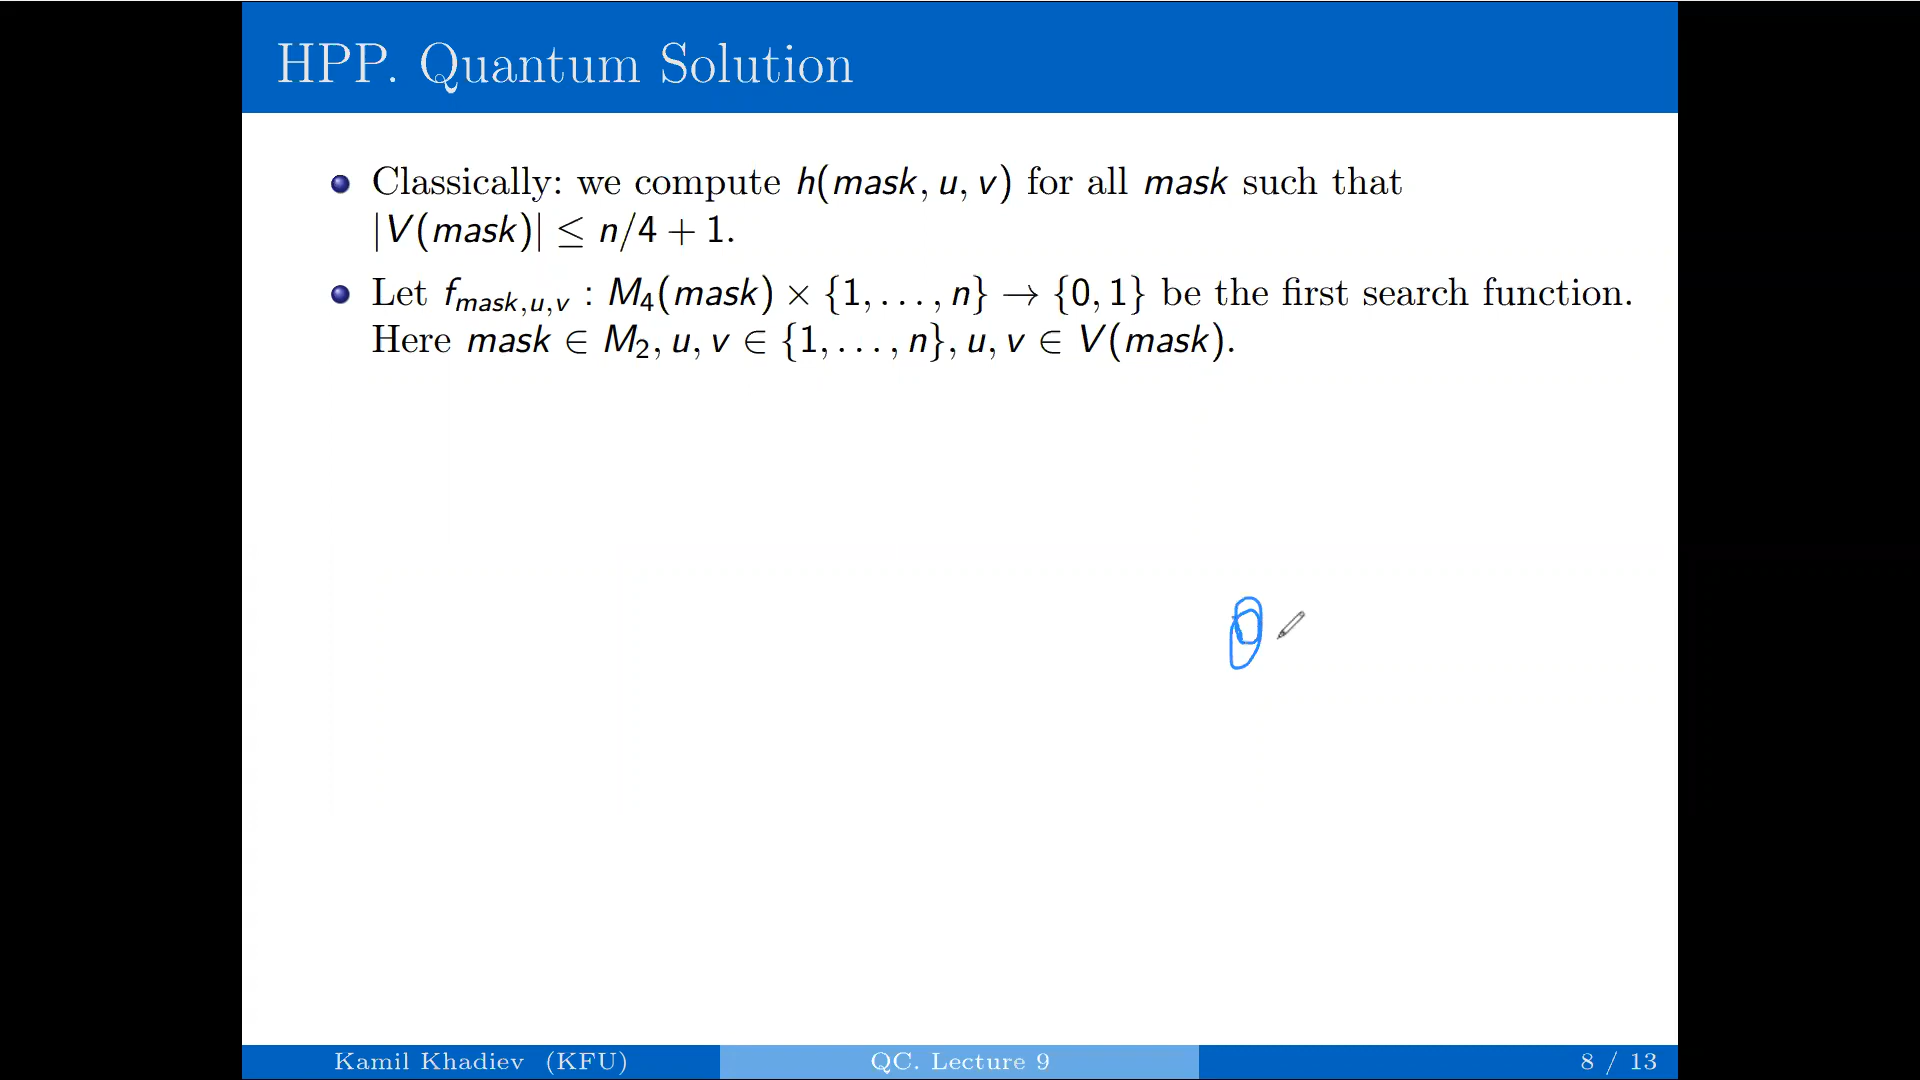 HPP. Quantum Solution
Classically: we compute h(mask, u, v) for all mask such that
|V(mask)| ≤ n/4 + 1.
Let f_{mask,u,v} : M₄(mask) × {1, . . . , n} → {0, 1} be the first search function.
Here mask ∈ M₂, u, v ∈ {1, . . . , n}, u, v ∈ V(mask).
Kamil Khadiev (KFU)
QC. Lecture 9
8 / 13